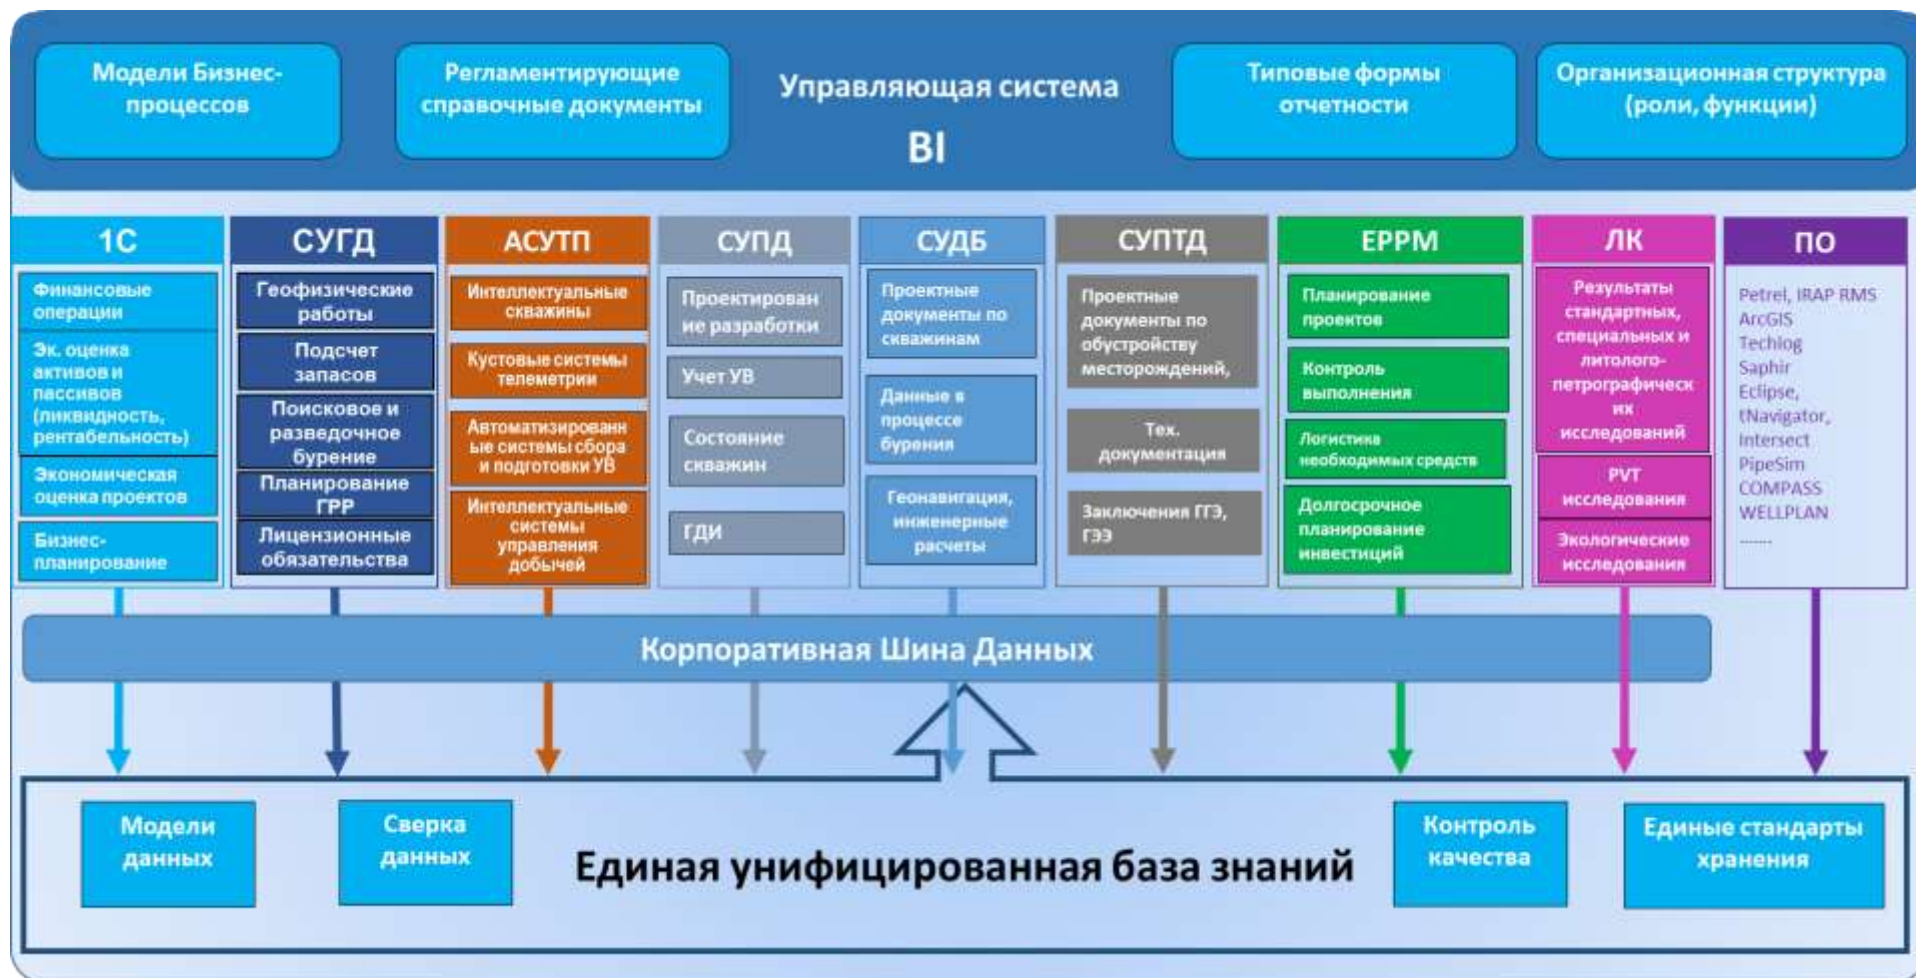 Модели Бизнес-
процессов
Регламентирующие
справочные документы
Управляющая система
BI
Типовые формы
отчетности
Организационная структура
(роли, функции)
1С
Финансовые
операции
Эк. оценка
активов и
пассивов
(ликвидность,
рентабельность)
Экономическая
оценка проектов
Бизнес-
планирование
СУГД
Геофизические
работы
Подсчет
запасов
Поисковое и
разведочное
бурение
Планирование
ГРР
Лицензионные
обязательства
АСУТП
Интеллектуальные
скважины
Кустовые системы
телеметрии
Автоматизированн
ые системы сбора
и подготовки УВ
Интеллектуальные
системы
управления
добычей
СУПД
Проектирован
ие разработки
Учет УВ
Состояние
скважин
ГДИ
СУДБ
Проектные
документы по
скважинам
Данные в
процессе
бурения
Геонавигация,
инженерные
расчеты
СУПТД
Проектные
документы по
обустройству
месторождений,
Тех.
документация
Заключения ГГЭ,
ГЭЭ
ЕРРМ
Планирование
проектов
Контроль
выполнения
Логистика
необходимых средств
Долгосрочное
планирование
инвестиций
ЛК
Результаты
стандартных,
специальных и
литолого-
петрографическ
их
исследований
PVT
исследования
Экологические
исследования
ПО
Petrel, IRAP RMS
ArcGIS
Techlog
Saphir
Eclipse,
tNavigator,
Intersect
PipeSim
COMPASS
WELLPLAN
.......
Корпоративная Шина Данных
Модели
данных
Сверка
данных
Единая унифицированная база знаний
Контроль
качества
Единые стандарты
хранения